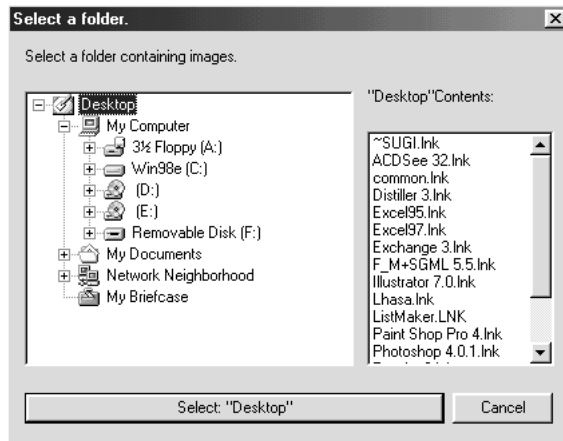 Select a folder.
Select a folder containing images.
Desktop
My Computer
3½ Floppy (A:)
Win98e (C:)
(D:)
(E:)
Removable Disk (F:)
My Documents
Network Neighborhood
My Briefcase
"Desktop"Contents:
~SUGI.lnk
ACDSee 32.lnk
common.lnk
Distiller 3.lnk
Excel95.lnk
Excel97.lnk
Exchange 3.lnk
F_M+SGML 5.5.lnk
Illustrator 7.0.lnk
Lhasa.lnk
ListMaker.LNK
Paint Shop Pro 4.lnk
Photoshop 4.0.1.lnk
Select: "Desktop"
Cancel